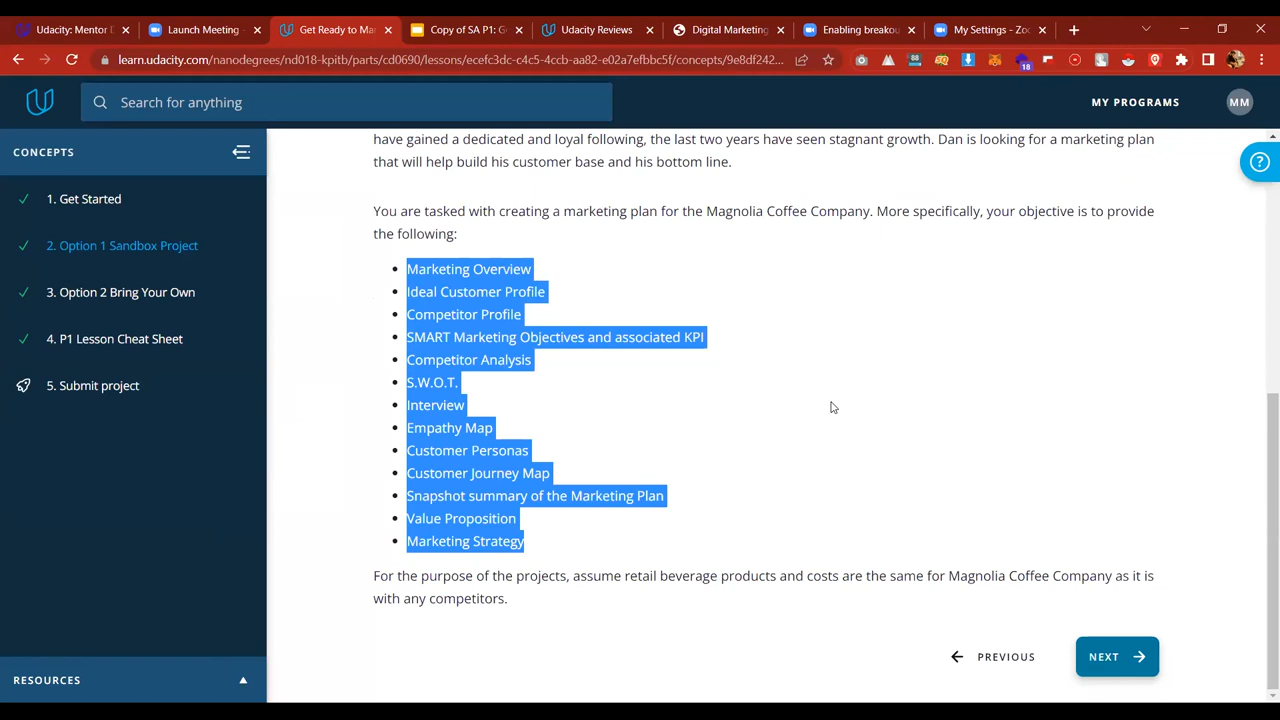 Udacity: Mentor D
Launch Meeting -
Get Ready to Ma
Copy of SA P1: G
Udacity Reviews
Digital Marketing
Enabling breakou
My Settings - Zoo
learn.udacity.com/nanodegrees/nd018-kpitb/parts/cd0690/lessons/ecefc3dc-c4c5-4ccb-aa82-e02a7efbbc5f/concepts/9e8df242...
88
18
Search for anything
MY PROGRAMS
MM
CONCEPTS
1. Get Started
2. Option 1 Sandbox Project
3. Option 2 Bring Your Own
4. P1 Lesson Cheat Sheet
5. Submit project
RESOURCES
have gained a dedicated and loyal following, the last two years have seen stagnant growth. Dan is looking for a marketing plan
that will help build his customer base and his bottom line.
You are tasked with creating a marketing plan for the Magnolia Coffee Company. More specifically, your objective is to provide
the following:
• Marketing Overview
• Ideal Customer Profile
• Competitor Profile
• SMART Marketing Objectives and associated KPI
• Competitor Analysis
• S.W.O.T.
• Interview
• Empathy Map
• Customer Personas
• Customer Journey Map
• Snapshot summary of the Marketing Plan
• Value Proposition
• Marketing Strategy
For the purpose of the projects, assume retail beverage products and costs are the same for Magnolia Coffee Company as it is
with any competitors.
PREVIOUS
NEXT